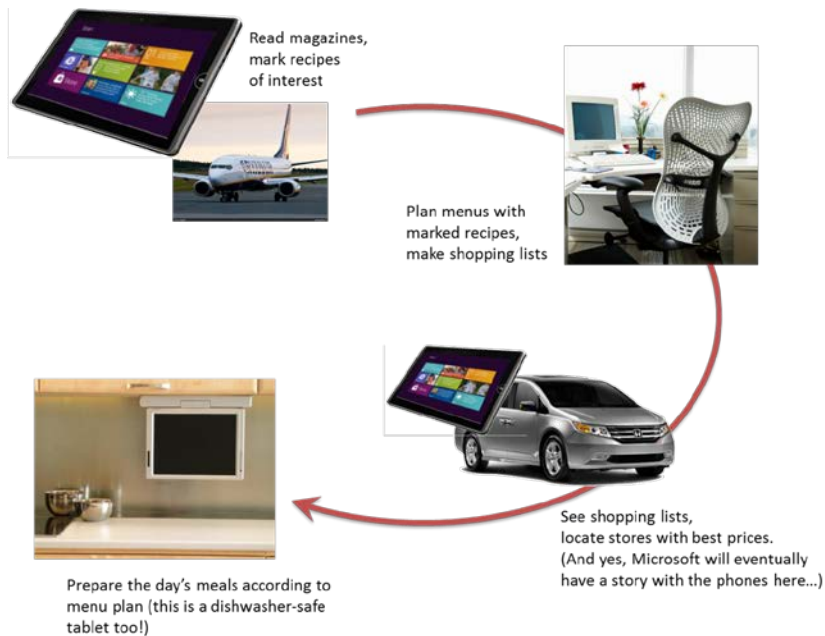 Read magazines,
mark recipes
of interest
Plan menus with
marked recipes,
make shopping lists
See shopping lists,
locate stores with best prices.
(And yes, Microsoft will eventually
have a story with the phones here...)
Prepare the day's meals according to
menu plan (this is a dishwasher-safe
tablet too!)